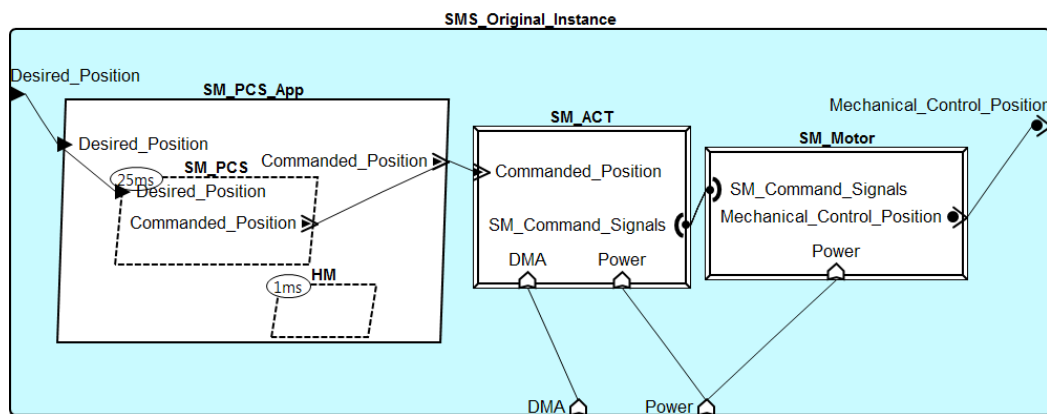 SMS_Original_Instance
Desired_Position
SM_PCS_App
Mechanical_Control_Position
SM_ACT
SM_Motor
Desired_Position
Commanded_Position
SM_PCS
25ms
Desired_Position
Commanded_Position
Commanded_Position
SM_Command_Signals
SM_Command_Signals
Mechanical_Control_Position
DMA
Power
Power
HM
1ms
DMA
Power